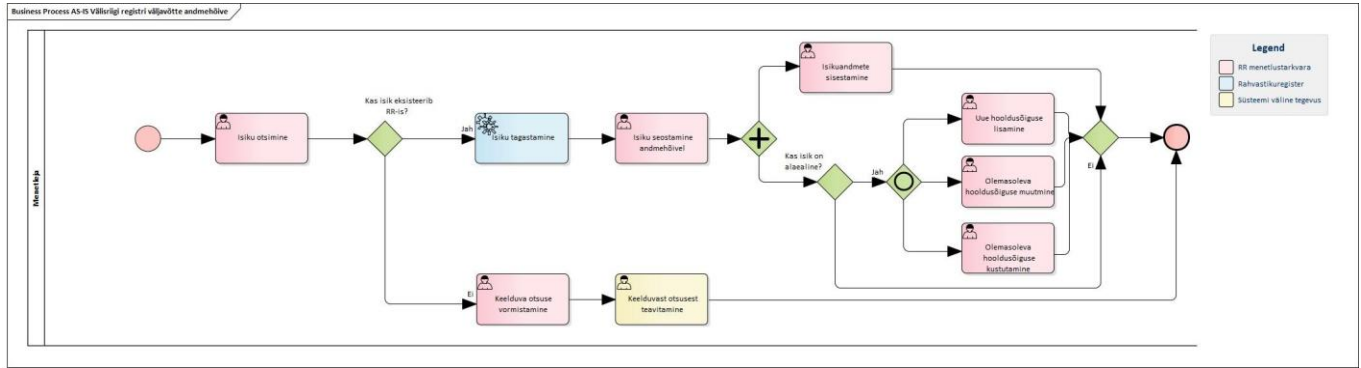 Business Process AS-IS Välisriigi registri väljavõtte andmehõive
Menetleja
Isiku otsimine
Kas isik eksisteerib
RR-is?
Jah
Isiku tagastamine
Isiku seostamine
andmehõivel
Isikuandmete
sisestamine
Kas isik on
alaealine?
Jah
Uue hooldusõiguse
lisamine
Olemasoleva
hooldusõiguse muutmine
Olemasoleva
hooldusõiguse
kustutamine
Ei
Ei
Keelduva otsuse
vormistamine
Keelduvast otsusest
teavitamine
Legend
RR menetlustarkvara
Rahvastikuregister
Süsteemi väline tegevus